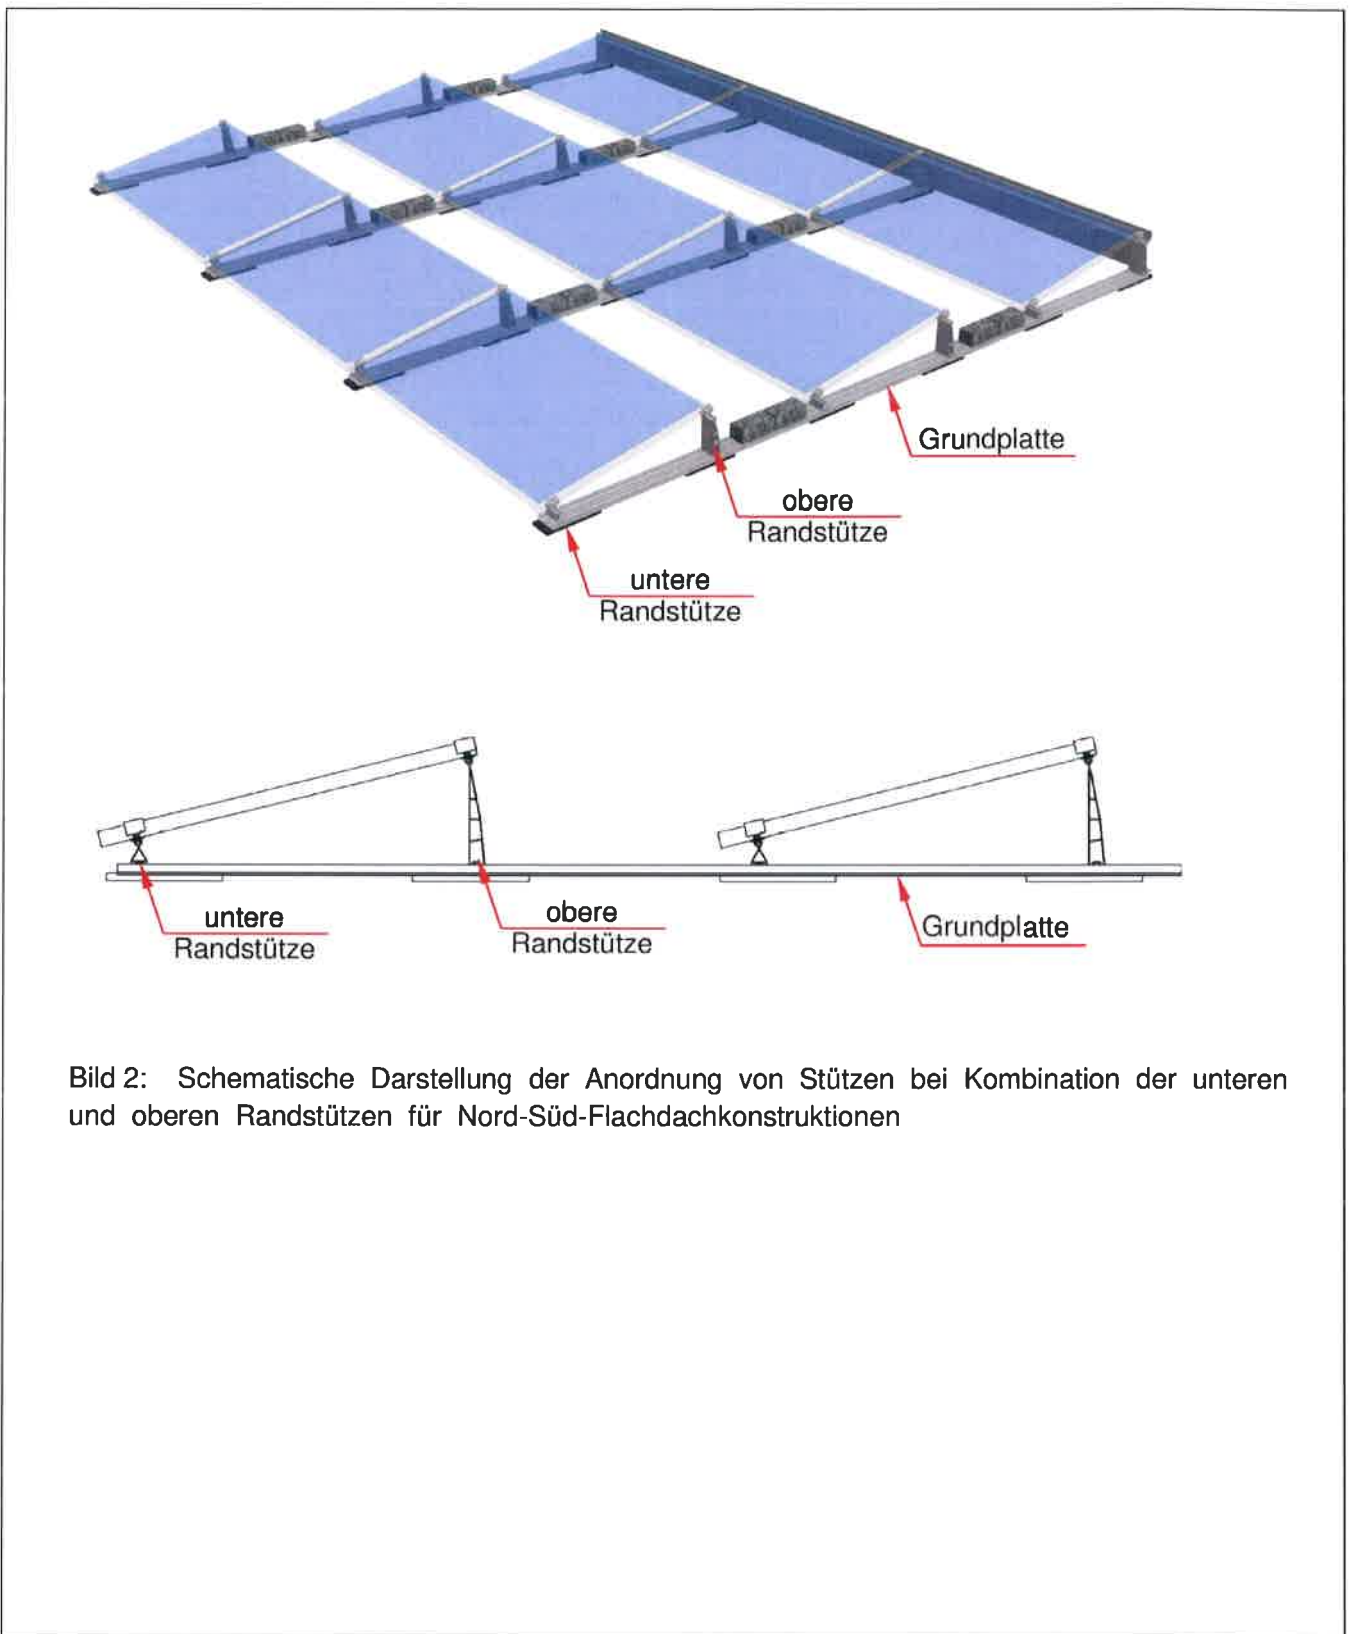 Grundplatte
obere
Randstütze
untere
Randstütze
untere
Randstütze
obere
Randstütze
Grundplatte
Bild 2: Schematische Darstellung der Anordnung von Stützen bei Kombination der unteren
und oberen Randstützen für Nord-Süd-Flachdachkonstruktionen